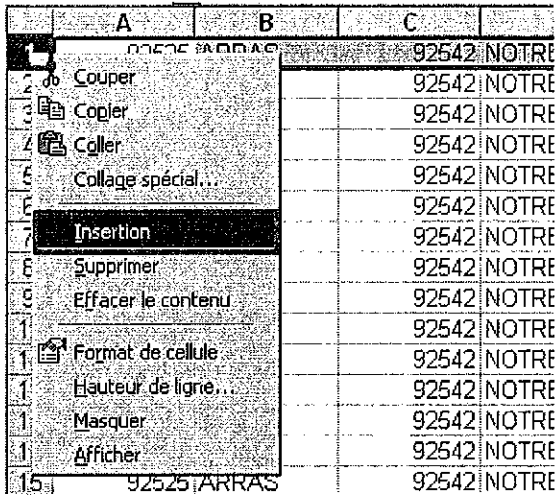 A B C
92542 NOTRE
2 Couper 92542 NOTRE
Copier 92542 NOTRE
Coller 92542 NOTRE
Collage spécial... 92542 NOTRE
92542 NOTRE
Insertion 92542 NOTRE
Supprimer 92542 NOTRE
Effacer le contenu 92542 NOTRE
92542 NOTRE
Format de cellule 92542 NOTRE
Hauteur de ligne... 92542 NOTRE
Masquer 92542 NOTRE
Afficher 92542 NOTRE
15 92525 ARRAS 92542 NOTRE